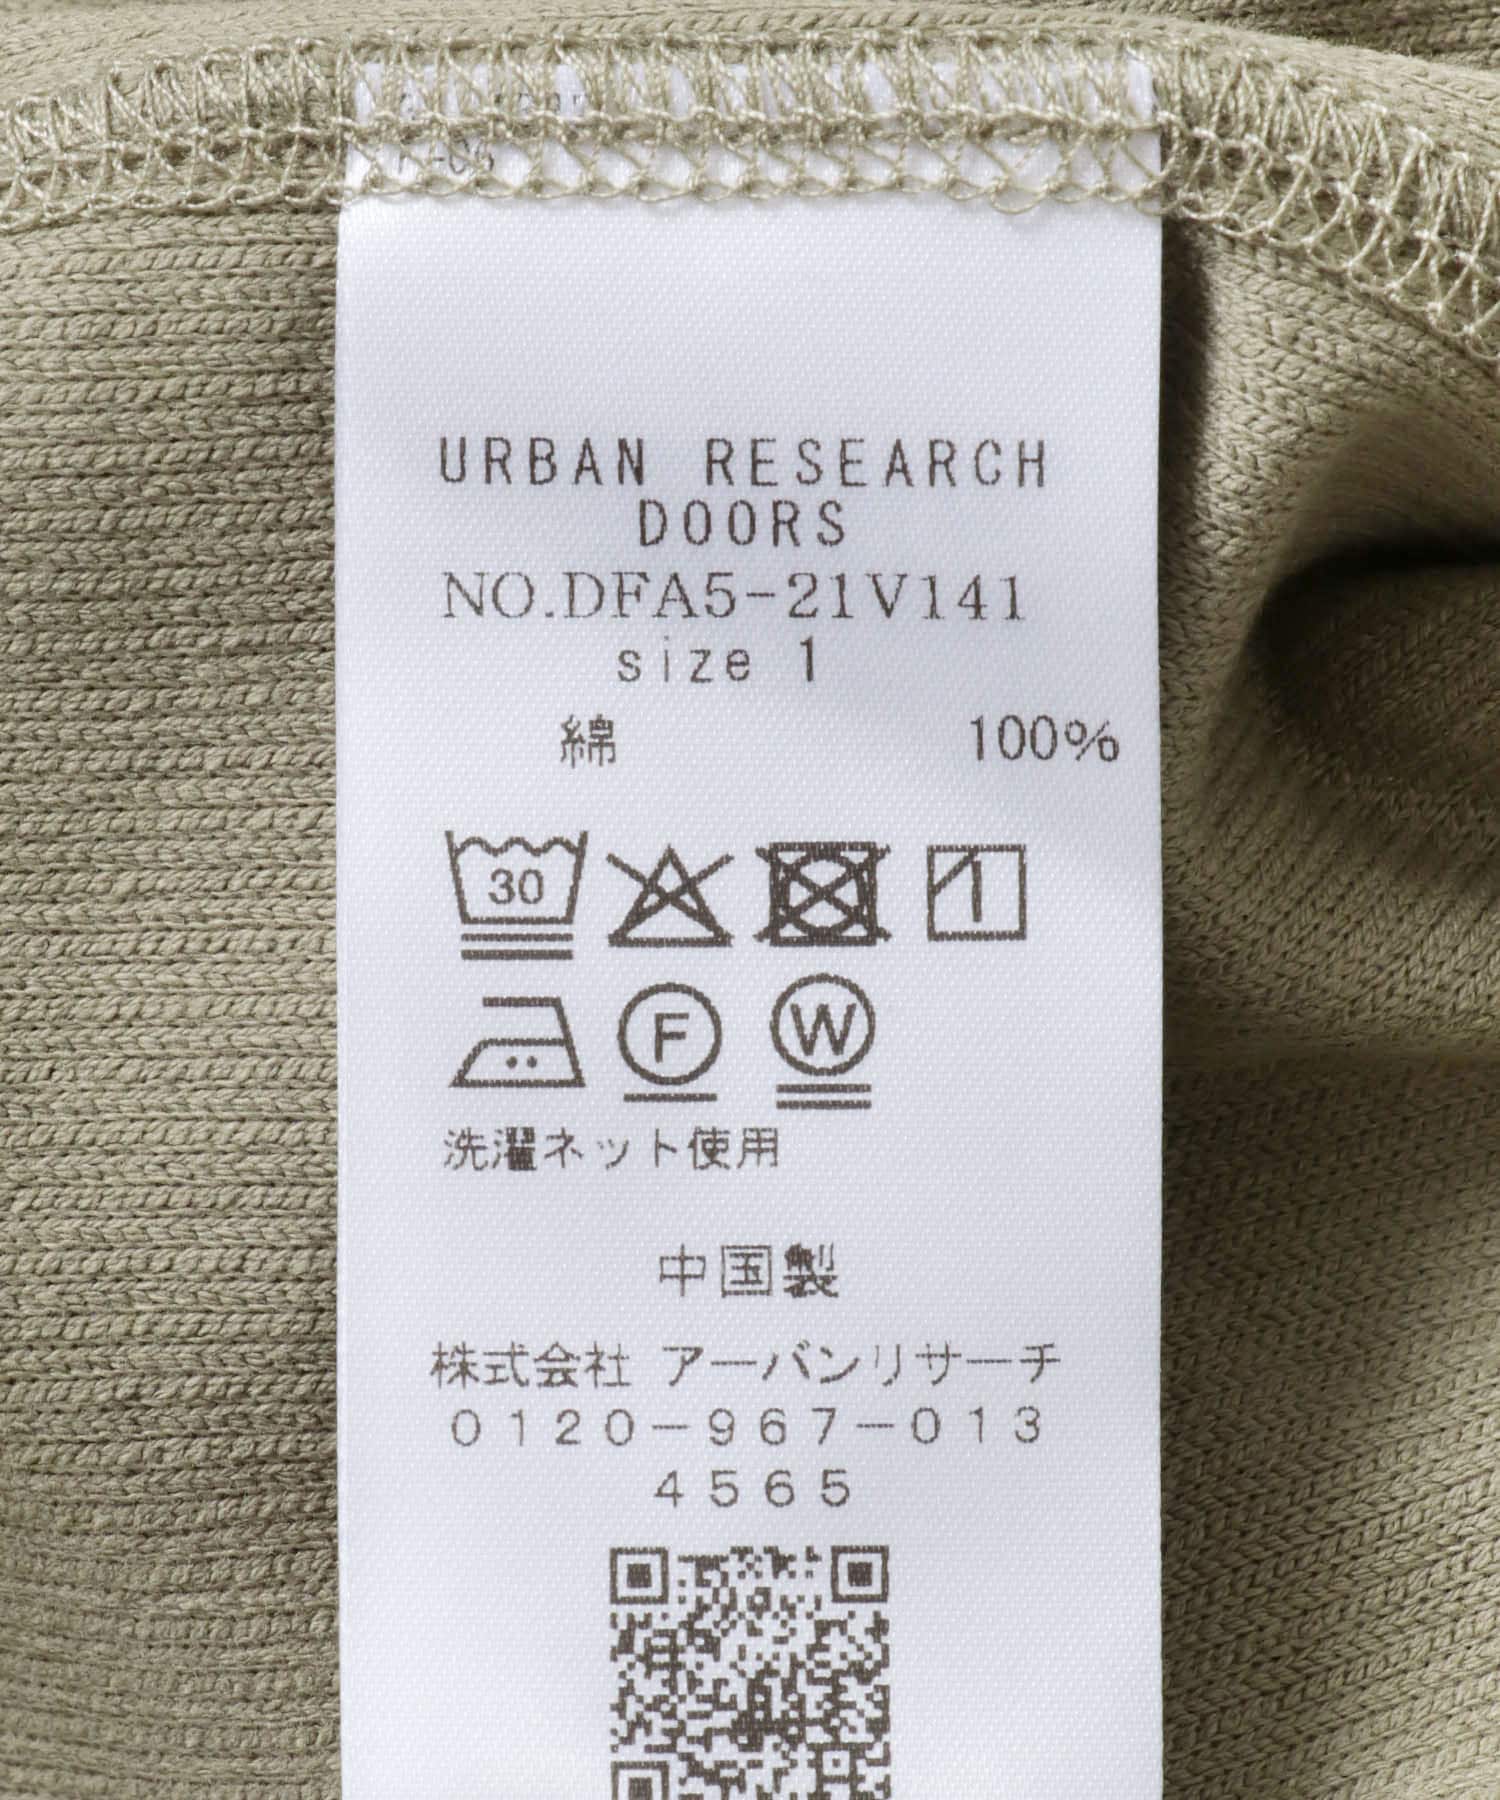 URBAN RESEARCH
DOORS
NO.DFA5-21V141
size 1
綿 100%
30
F W
洗濯ネット使用
中国製
株式会社 アーバンリサーチ
0120-967-013
4565